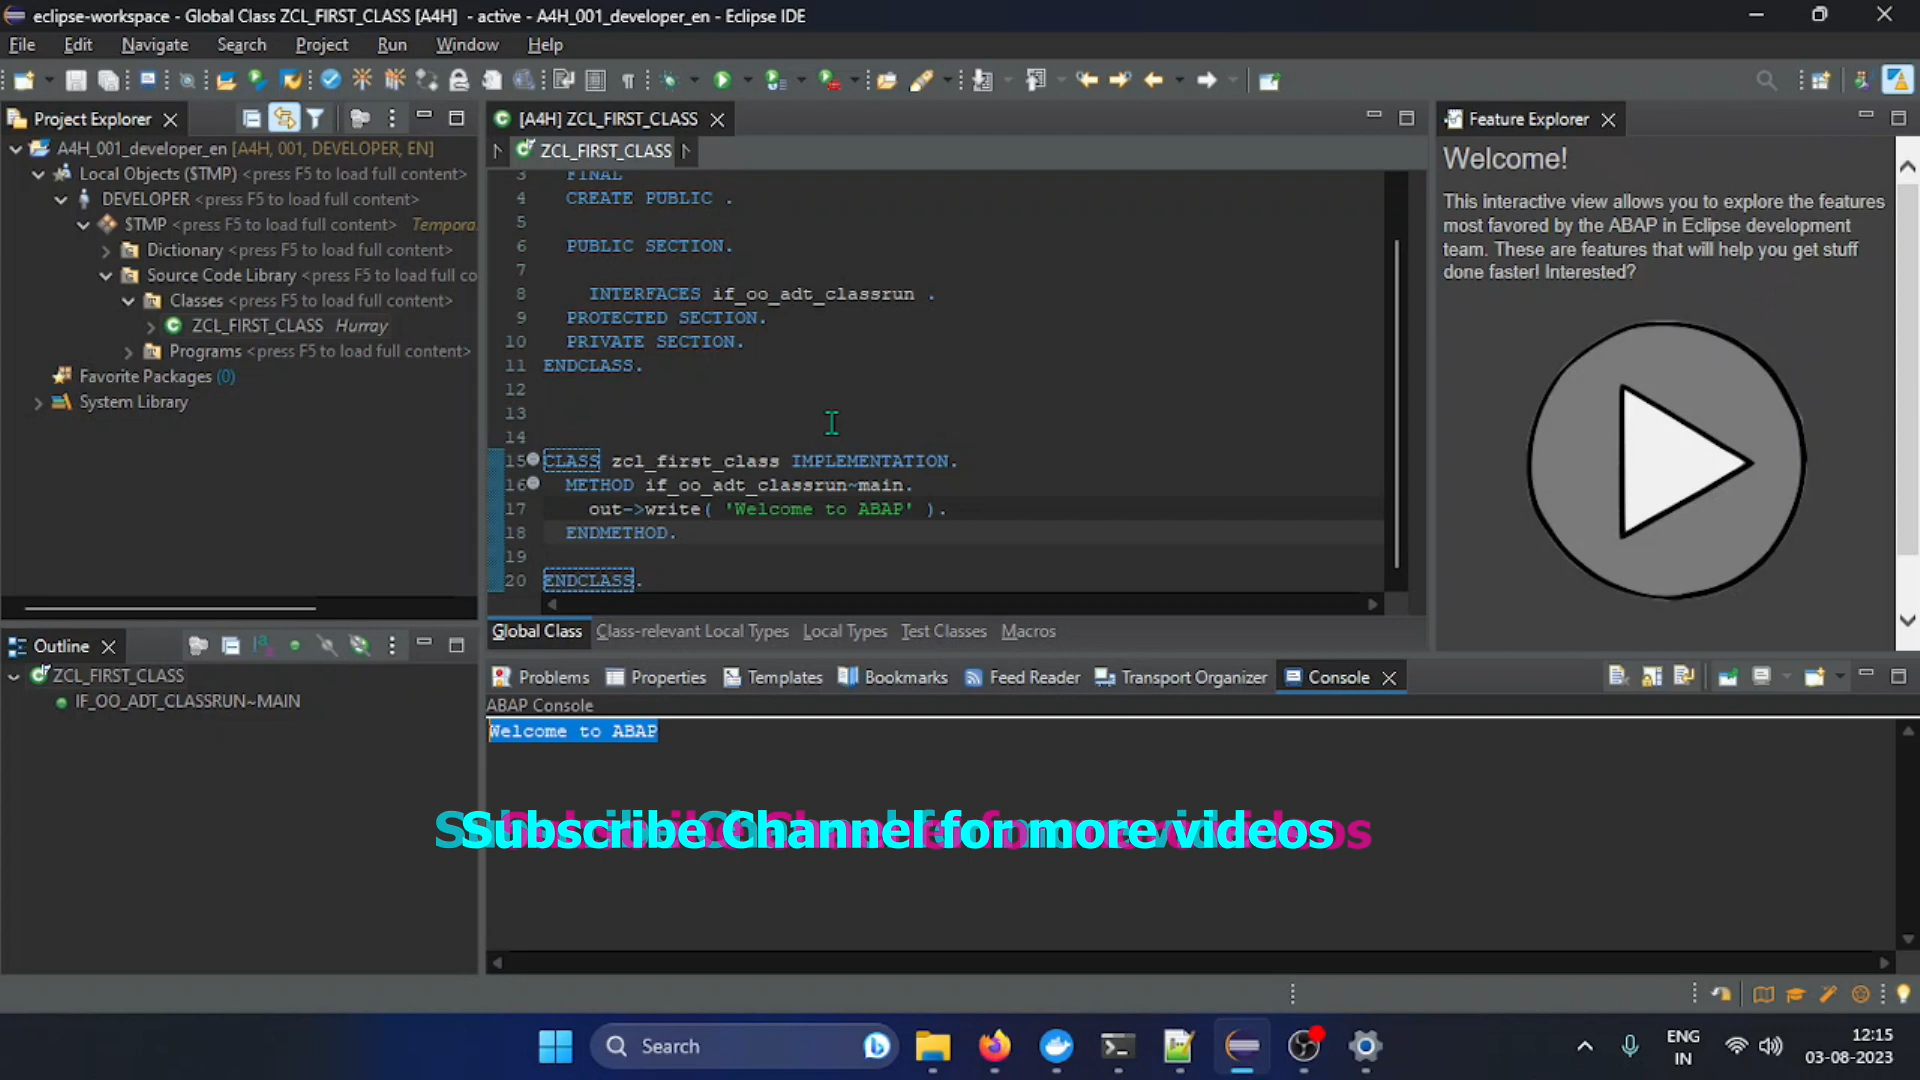 eclipse-workspace - Global Class ZCL_FIRST_CLASS [A4H] - active - A4H_001_developer_en - Eclipse IDE
File Edit Navigate Search Project Run Window Help
Project Explorer
A4H_001_developer_en [A4H, 001, DEVELOPER, EN]
Local Objects ($TMP) <press F5 to load full content>
DEVELOPER <press F5 to load full content>
$TMP <press F5 to load full content> Tempora
Dictionary <press F5 to load full content>
Source Code Library <press F5 to load full co
Classes <press F5 to load full content>
ZCL_FIRST_CLASS Hurray
Programs <press F5 to load full content>
Favorite Packages (0)
System Library
[A4H] ZCL_FIRST_CLASS
ZCL_FIRST_CLASS
3 FINAL
4 CREATE PUBLIC .
5
6 PUBLIC SECTION.
7
8 INTERFACES if_oo_adt_classrun .
9 PROTECTED SECTION.
10 PRIVATE SECTION.
11 ENDCLASS.
12
13
14
15 CLASS zcl_first_class IMPLEMENTATION.
16 METHOD if_oo_adt_classrun~main.
17 out->write( 'Welcome to ABAP' ).
18 ENDMETHOD.
19
20 ENDCLASS.
Global Class Class-relevant Local Types Local Types Test Classes Macros
Feature Explorer
Welcome!
This interactive view allows you to explore the features
most favored by the ABAP in Eclipse development
team. These are features that will help you get stuff
done faster! Interested?
Outline
ZCL_FIRST_CLASS
IF_OO_ADT_CLASSRUN~MAIN
Problems Properties Templates Bookmarks Feed Reader Transport Organizer Console
ABAP Console
Welcome to ABAP
Subscribe Channel for more videos
Search
ENG
IN
12:15
03-08-2023